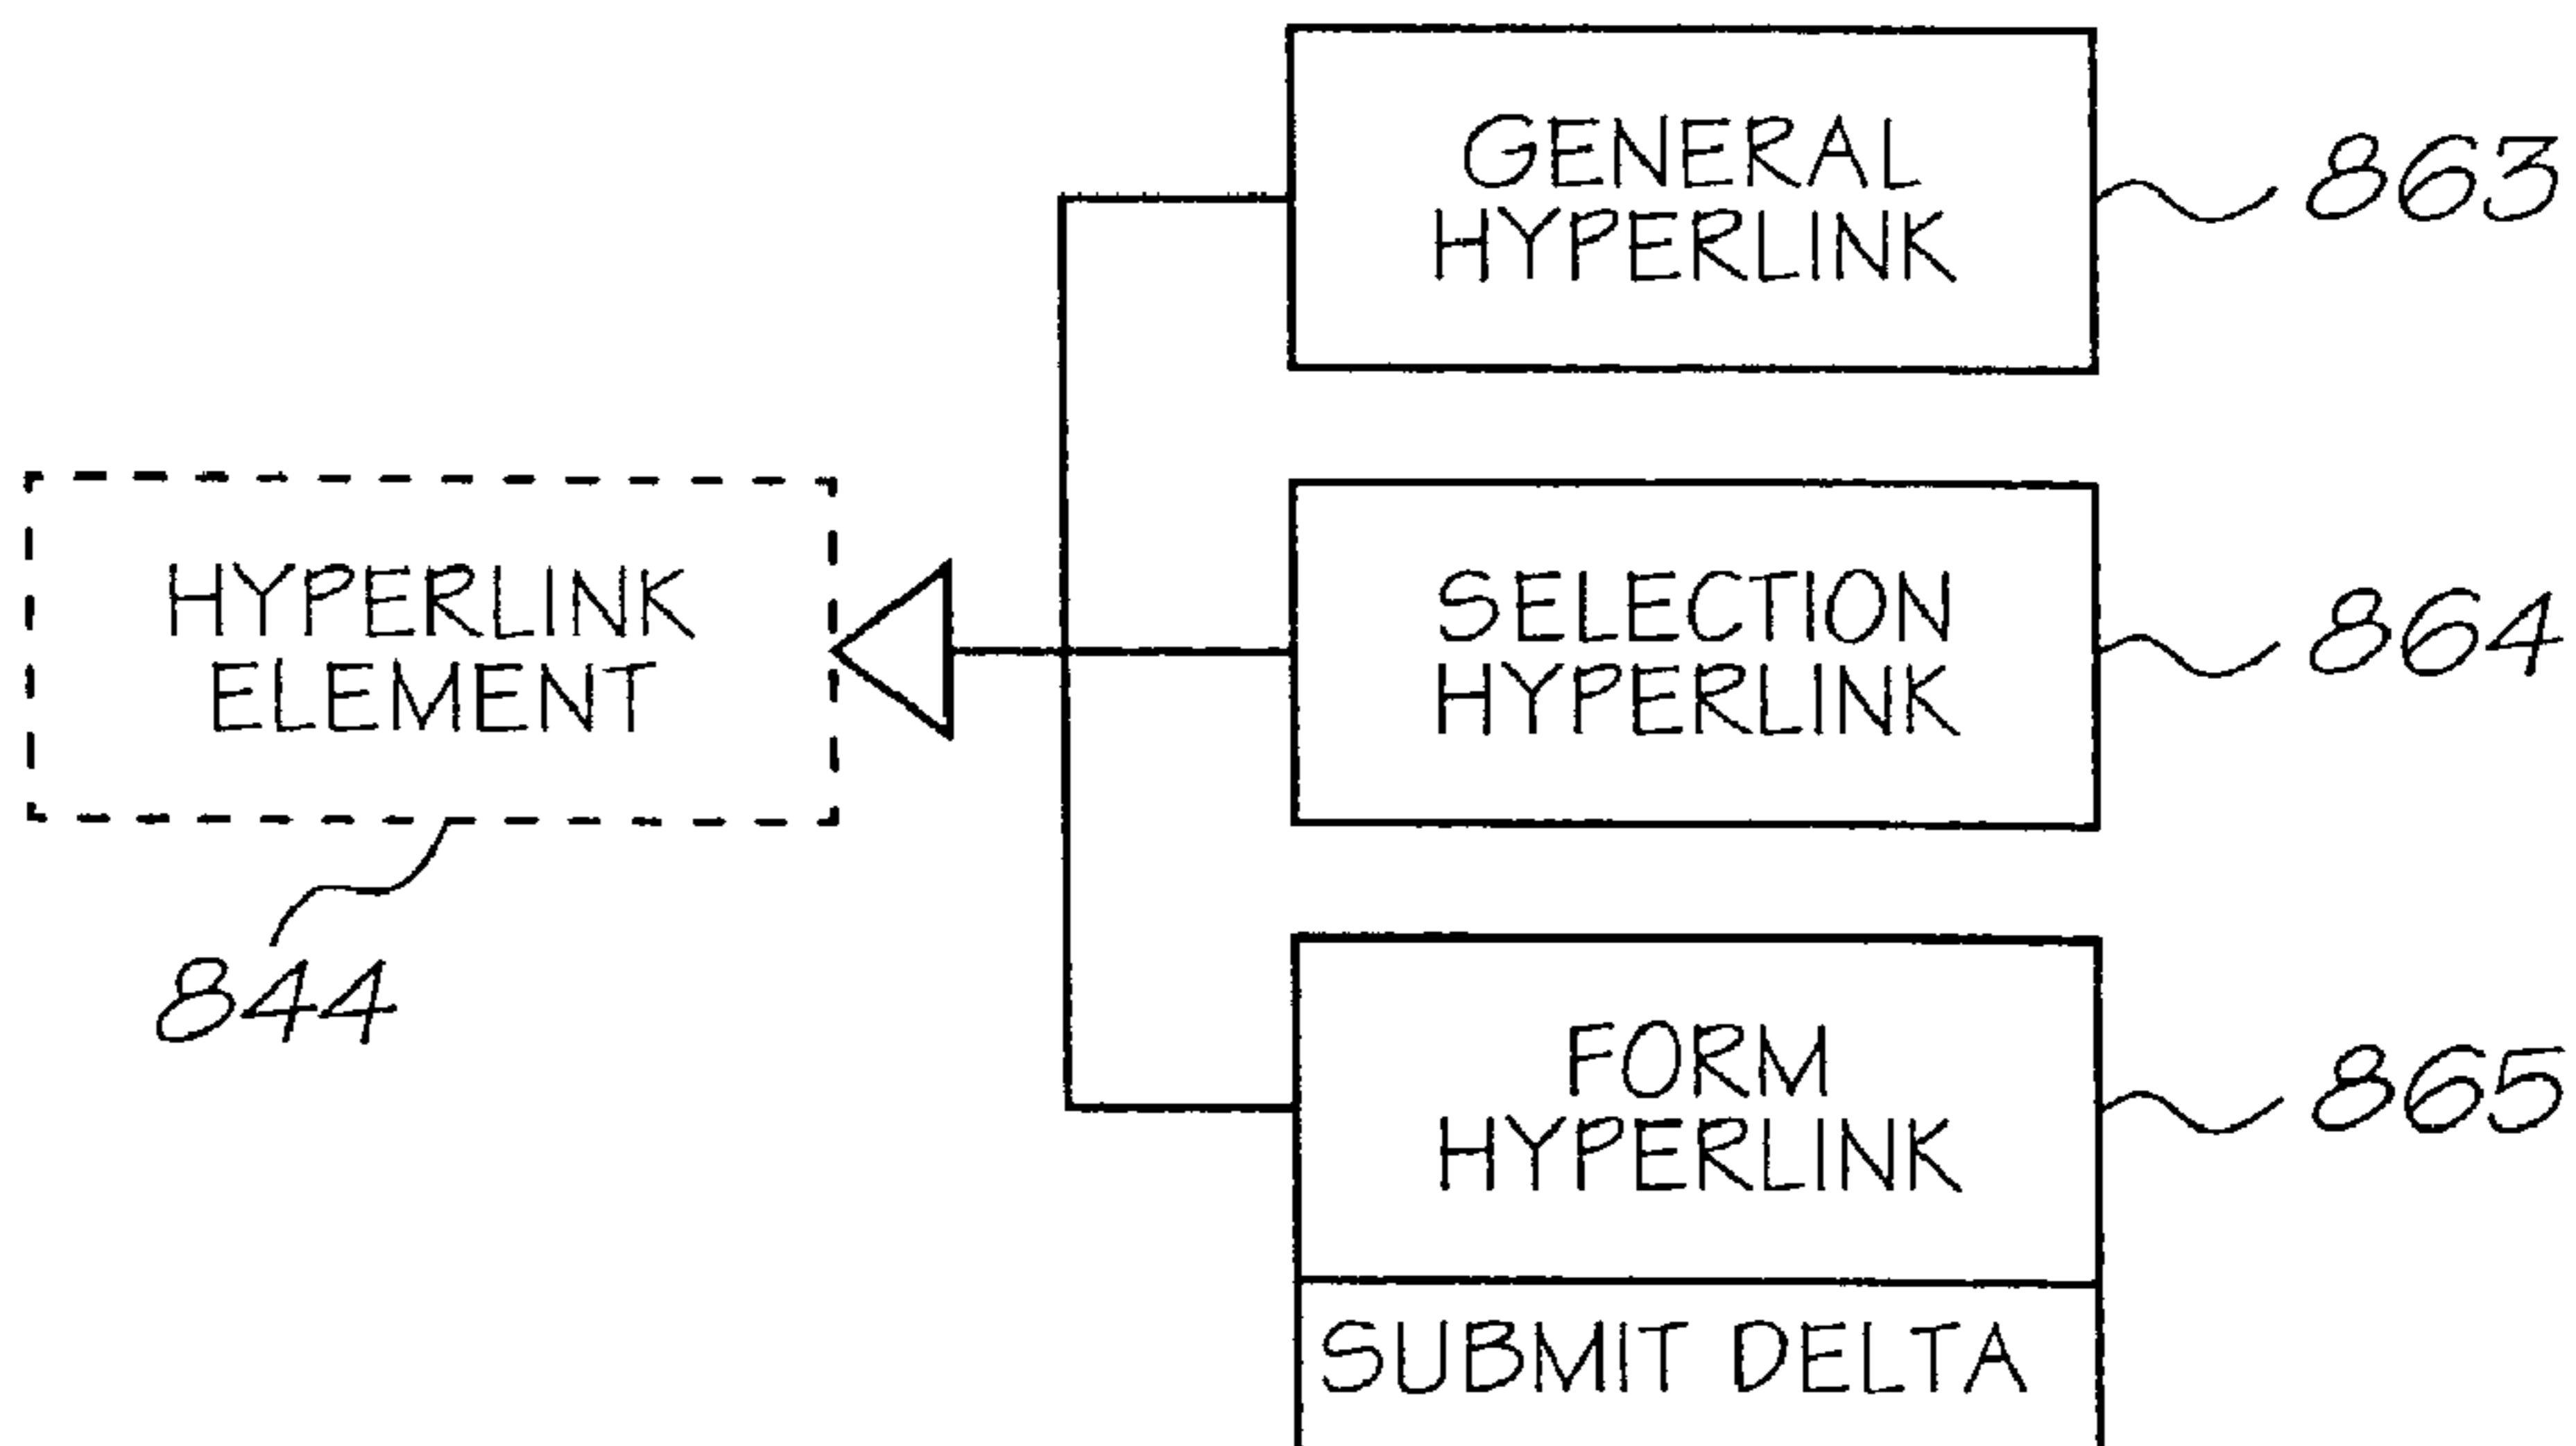 GENERAL
HYPERLINK
863
HYPERLINK
ELEMENT
844
SELECTION
HYPERLINK
864
FORM
HYPERLINK
865
SUBMIT DELTA